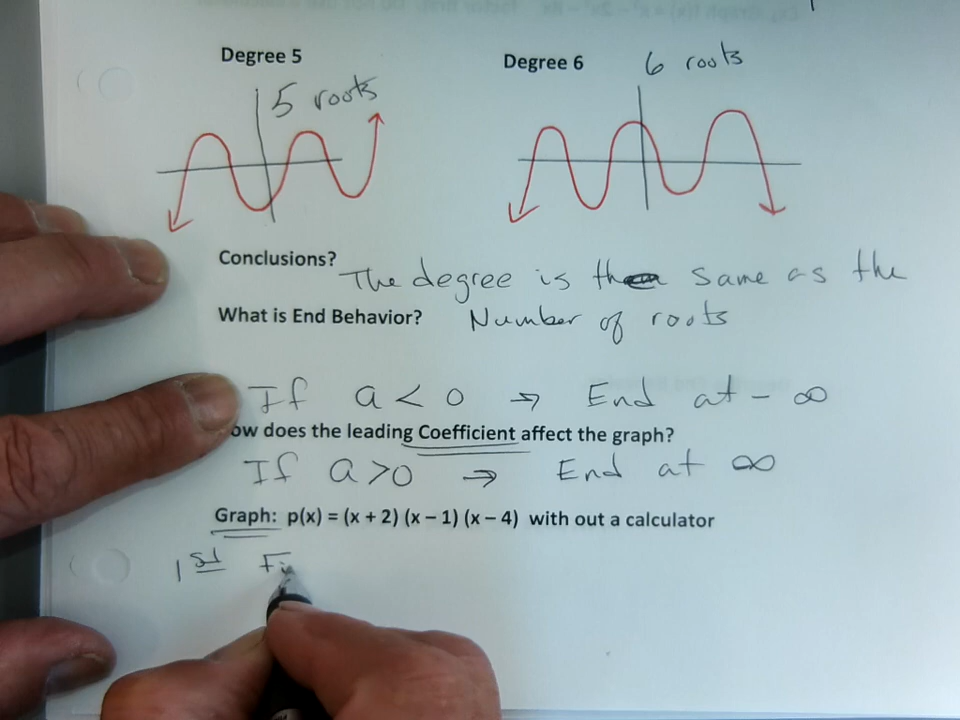 Degree 5
Degree 6
6 roots
5 roots
Conclusions?
The degree is the same as the
What is End Behavior?
Number of roots
If a < 0 → End at - ∞
ow does the leading Coefficient affect the graph?
If a > 0 → End at ∞
Graph: p(x) = (x + 2) (x – 1) (x – 4) with out a calculator
1st Fi